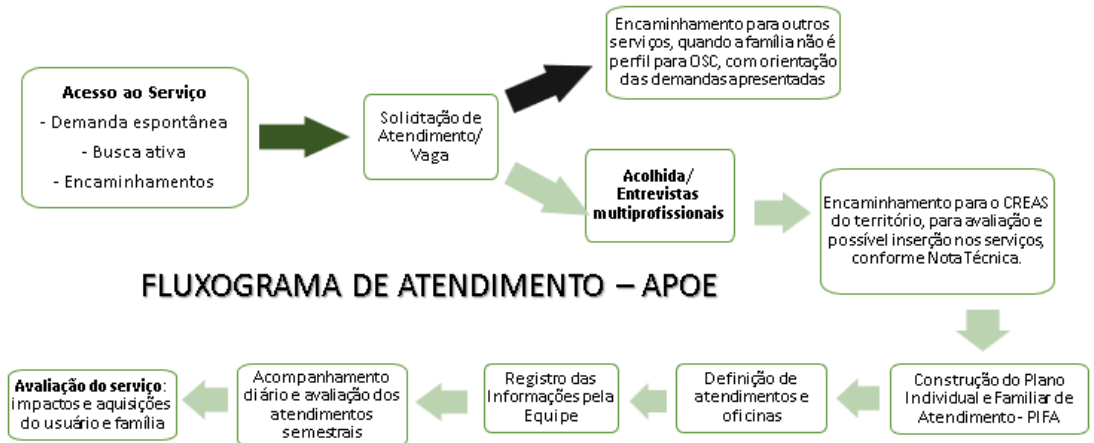 Acesso ao Serviço
- Demanda espontânea
- Busca ativa
- Encaminhamentos
Solicitação de
Atendimento/
Vaga
Encaminhamento para outros
serviços, quando a família não é
perfil para OSC, com orientação
das demandas apresentadas
Acolhida/
Entrevistas
multiprofissionais
Encaminhamento para o CREAS
do território, para avaliação e
possível inserção nos serviços,
conforme Nota Técnica.
FLUXOGRAMA DE ATENDIMENTO – APOE
Construção do Plano
Individual e Familiar de
Atendimento- PIFA
Definição de
atendimentos e
oficinas
Registro das
Informações pela
Equipe
Acompanhamento
diário e avaliação dos
atendimentos
semestrais
Avaliação do serviço:
impactos e aquisições
do usuário e família